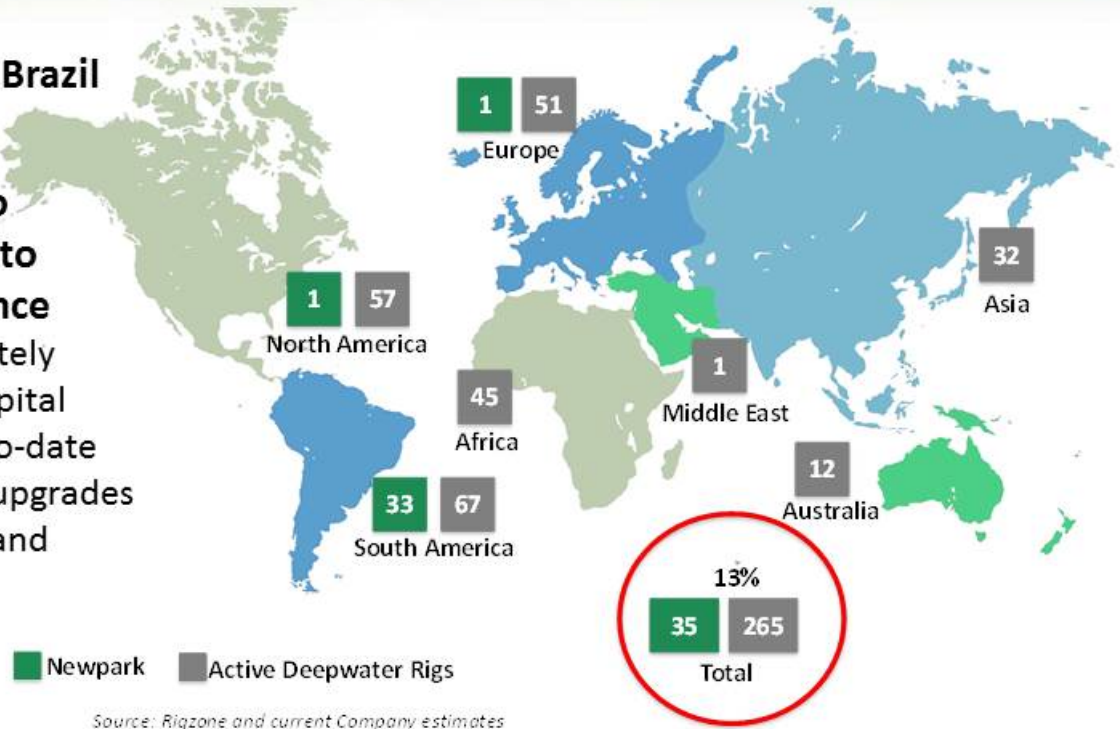 Brazil
to
nce
tely
pital
o-date
upgrades
and
1 51
Europe
32
Asia
1 57
North America
1
Middle East
45
Africa
12
Australia
33 67
South America
13%
35 265
Total
Newpark Active Deepwater Rigs
Source: Rigzone and current Company estimates